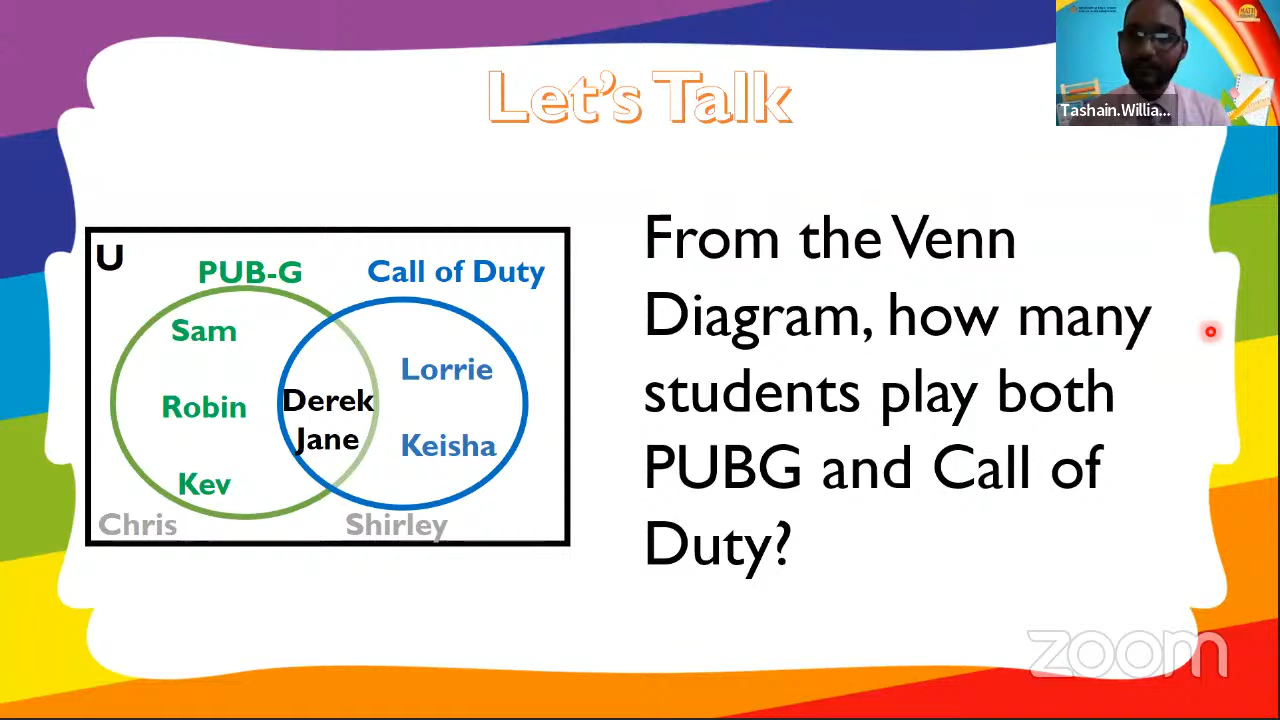 Let's Talk
Tashain.Willia...
U
PUB-G
Call of Duty
Sam
Robin
Kev
Derek
Jane
Lorrie
Keisha
Chris
Shirley
From the Venn
Diagram, how many
students play both
PUBG and Call of
Duty?
zoom